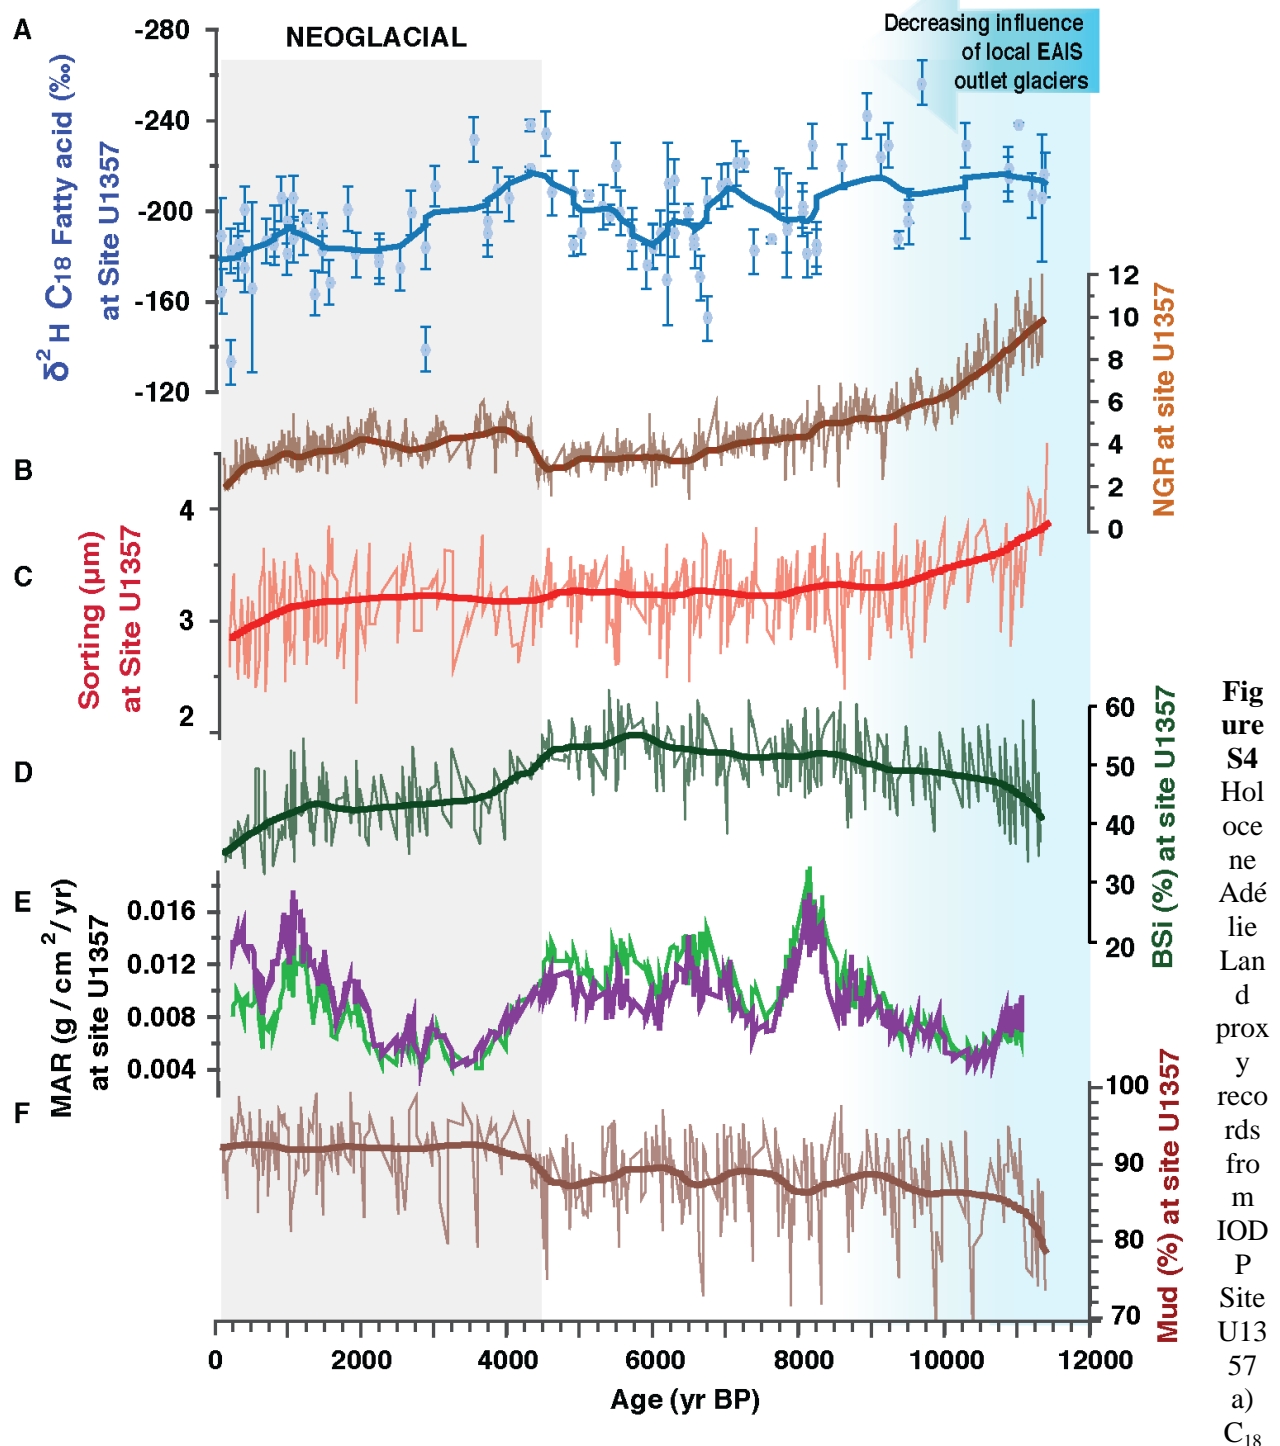 A
-280
-240
-200
-160
-120
δ² H C18 Fatty acid (‰)
at Site U1357
NEOGLACIAL
Decreasing influence
of local EAIS
outlet glaciers
12
10
8
6
4
2
0
NGR at site U1357
B
C
4
3
2
Sorting (µm)
at Site U1357
D
60
50
40
30
20
BSi (%) at site U1357
E
0.016
0.012
0.008
0.004
MAR (g / cm ² / yr)
at site U1357
F
100
90
80
70
Mud (%) at site U1357
0 2000 4000 6000 8000 10000 12000
Age (yr BP)
Fig
ure
S4
Hol
oce
ne
Adé
lie
Lan
d
prox
y
reco
rds
fro
m
IOD
P
Site
U13
57
a)
C₁₈